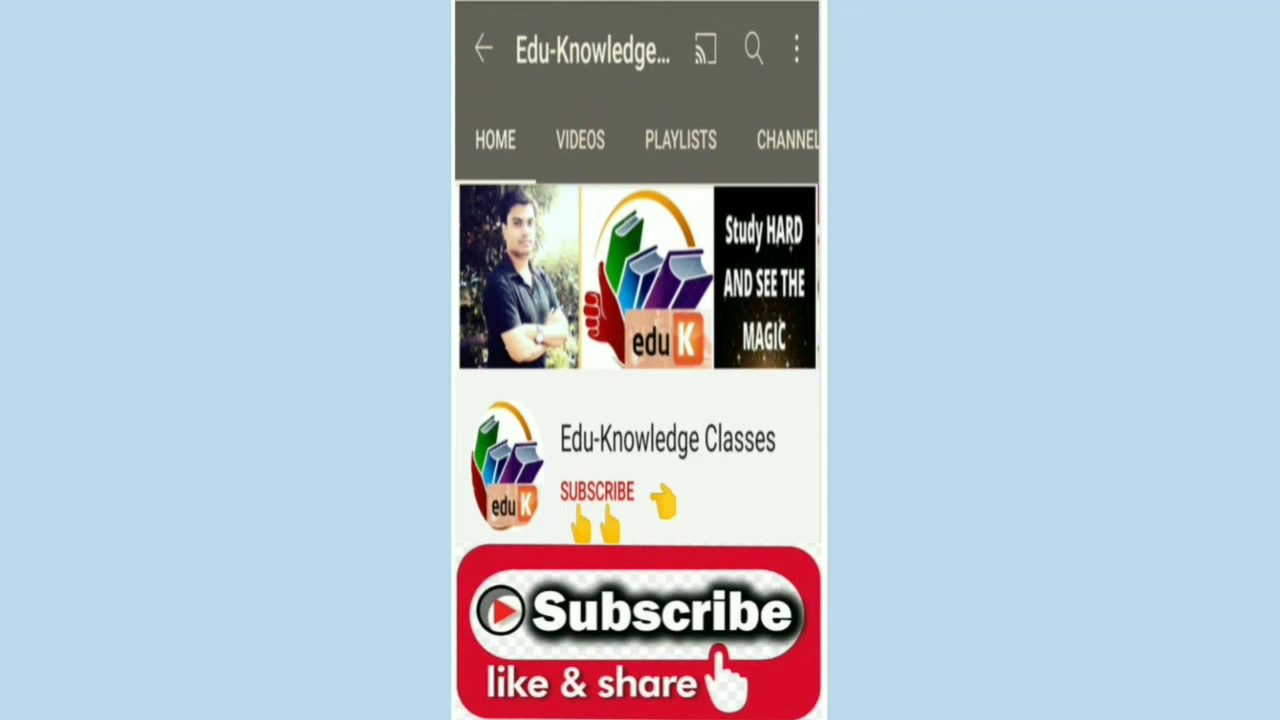 Edu-Knowledge...
HOME VIDEOS PLAYLISTS CHANNEL
Study HARD
AND SEE THE
MAGIC
edu K
Edu-Knowledge Classes
SUBSCRIBE
edu K
Subscribe
like & share